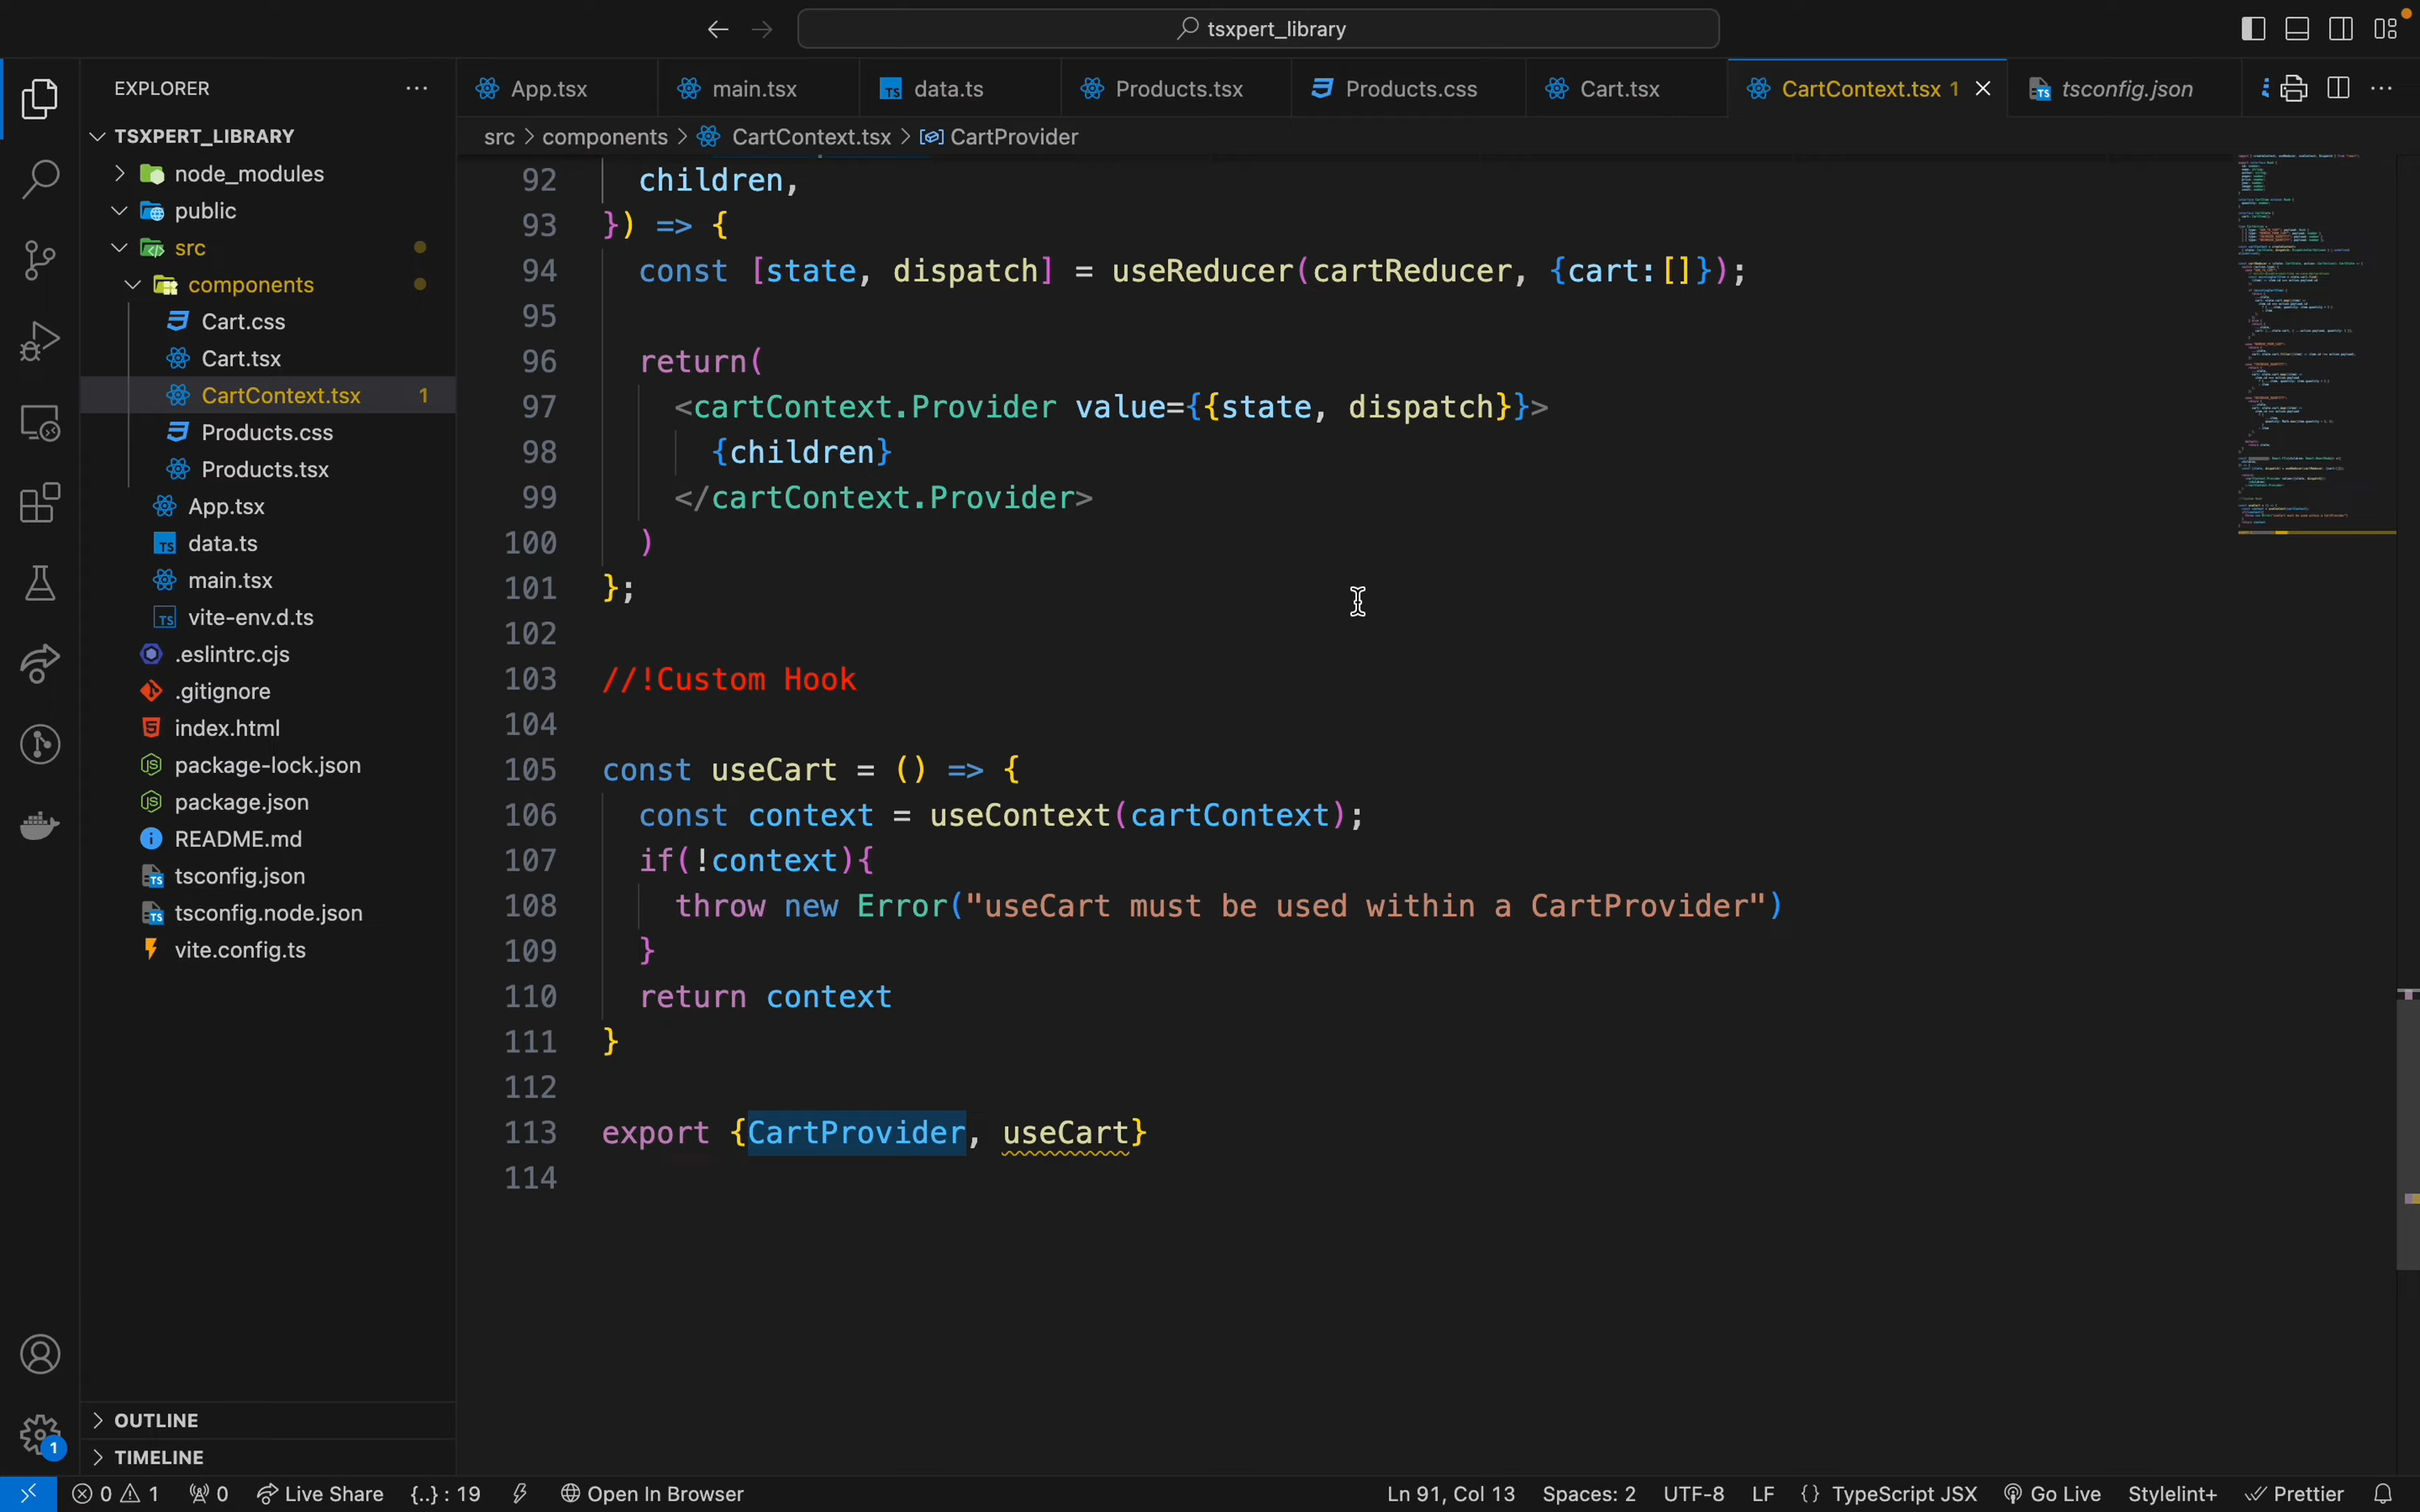 tsxpert_library
EXPLORER
TSXPERT_LIBRARY
node_modules
public
src
components
Cart.css
Cart.tsx
CartContext.tsx 1
Products.css
Products.tsx
App.tsx
data.ts
main.tsx
vite-env.d.ts
.eslintrc.cjs
.gitignore
index.html
package-lock.json
package.json
README.md
tsconfig.json
tsconfig.node.json
vite.config.ts
OUTLINE
TIMELINE
1
App.tsx main.tsx data.ts Products.tsx Products.css Cart.tsx CartContext.tsx 1 tsconfig.json
src > components > CartContext.tsx > CartProvider
92 children,
93 }) => {
94 const [state, dispatch] = useReducer(cartReducer, {cart:[]});
95
96 return(
97 <cartContext.Provider value={{state, dispatch}}>
98 {children}
99 </cartContext.Provider>
100 )
101 };
102
103 //!Custom Hook
104
105 const useCart = () => {
106 const context = useContext(cartContext);
107 if(!context){
108 throw new Error("useCart must be used within a CartProvider")
109 }
110 return context
111 }
112
113 export {CartProvider, useCart}
114
0 1 0 Live Share {..} : 19 Open In Browser Ln 91, Col 13 Spaces: 2 UTF-8 LF {} TypeScript JSX Go Live Stylelint+ Prettier